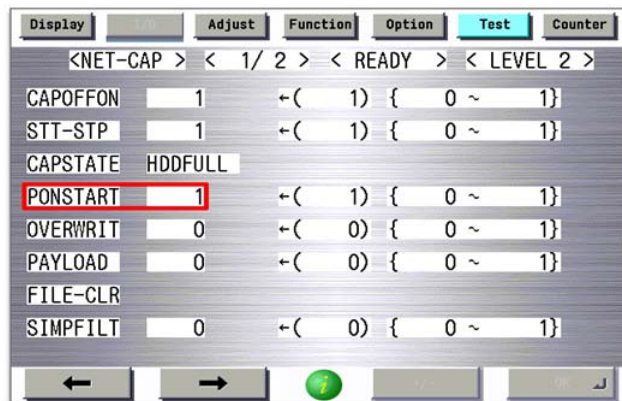 Display I/O Adjust Function Option Test Counter
<NET-CAP > < 1/ 2 > < READY > < LEVEL 2 >
CAPOFFON 1 ←( 1) { 0 ~ 1}
STT-STP 1 ←( 1) { 0 ~ 1}
CAPSTATE HDDFULL
PONSTART 1 ←( 1) { 0 ~ 1}
OVERWRIT 0 ←( 0) { 0 ~ 1}
PAYLOAD 0 ←( 0) { 0 ~ 1}
FILE-CLR
SIMPFILT 0 ←( 0) { 0 ~ 1}
← → i +/- OK